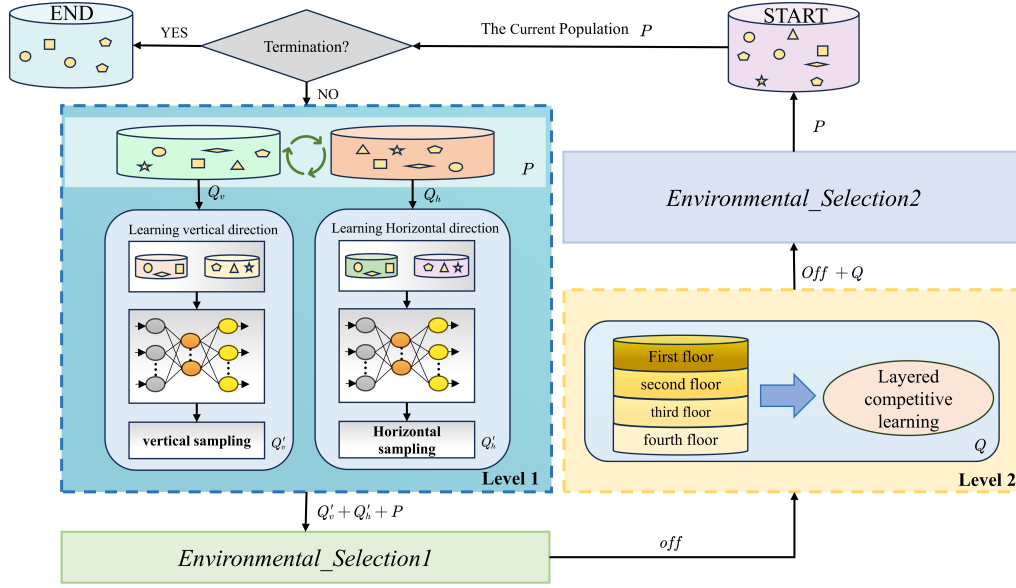 END
YES
Termination?
The Current Population P
START
NO
P
P
Q_v
Q_h
Environmental_Selection2
Learning vertical direction
Learning Horizontal direction
Off + Q
First floor
second floor
third floor
fourth floor
Layered
competitive
learning
Q
vertical sampling
Q'_v
Horizontal
sampling
Q'_h
Level 1
Level 2
Q'_v + Q'_h + P
Environmental_Selection1
off